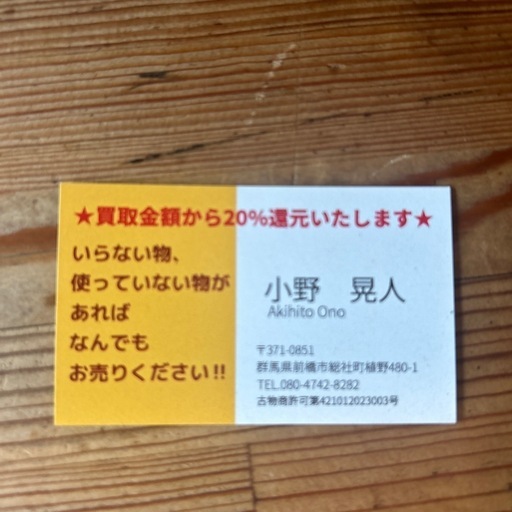 ★買取金額から20%還元いたします★
いらない物、
使っていない物が
あれば
なんでも
お売りください!!
小野 晃人
Akihito Ono
〒371-0851
群馬県前橋市総社町植野480-1
TEL.080-4742-8282
古物商許可第421012023003号